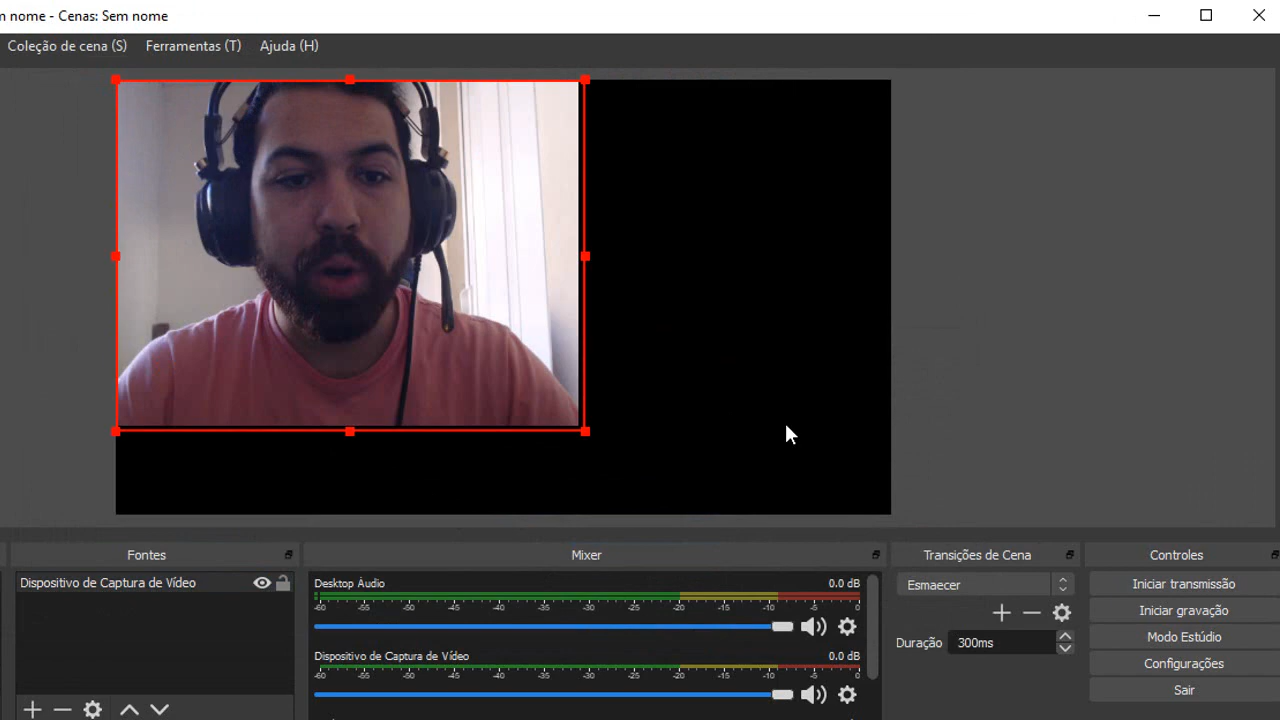 m nome - Cenas: Sem nome
Coleção de cena (S) Ferramentas (T) Ajuda (H)
Fontes
Dispositivo de Captura de Vídeo
Mixer
Desktop Áudio 0.0 dB
-60 -55 -50 -45 -40 -35 -30 -25 -20 -15 -10 -5 0
Dispositivo de Captura de Vídeo 0.0 dB
-60 -55 -50 -45 -40 -35 -30 -25 -20 -15 -10 -5 0
Transições de Cena
Esmaecer
Duração 300ms
Controles
Iniciar transmissão
Iniciar gravação
Modo Estúdio
Configurações
Sair